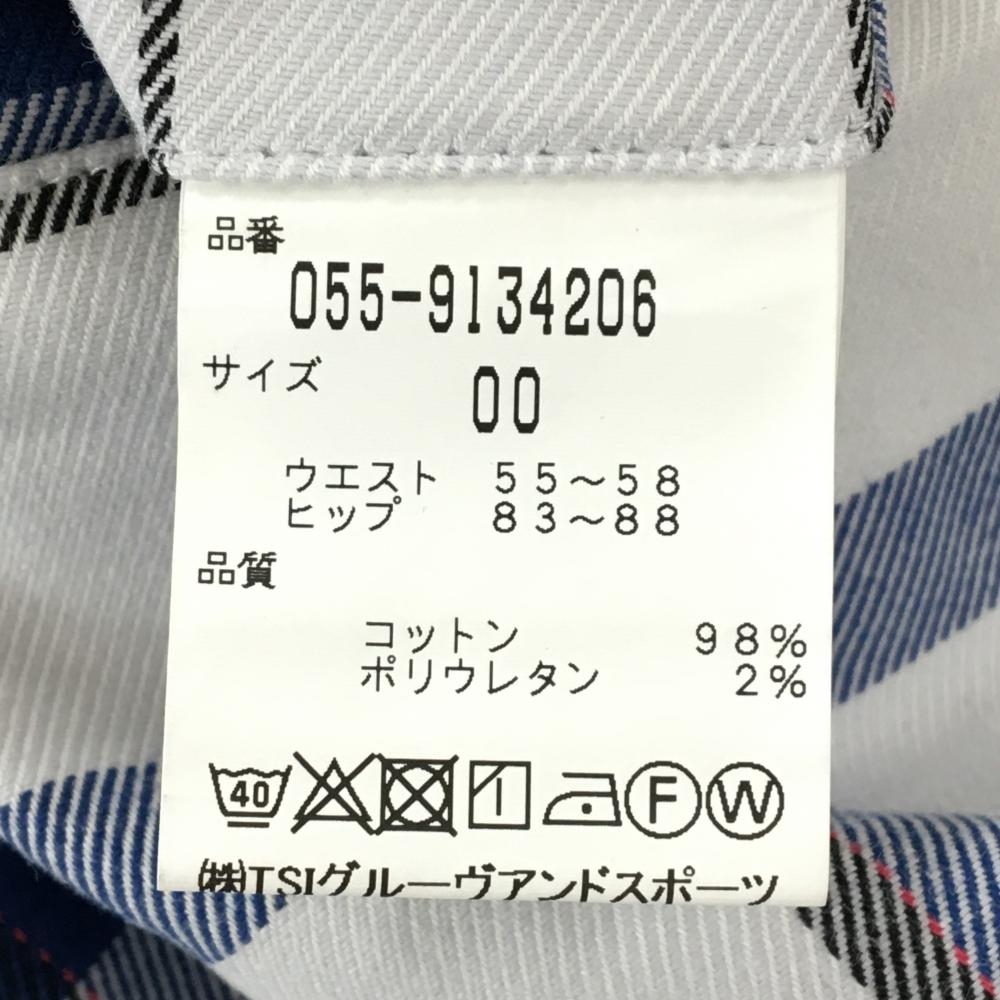 品番
055-9134206
サイズ 00
ウエスト 55～58
ヒップ 83～88
品質
コットン 98%
ポリウレタン 2%
40 F W
㈱TSIグルーヴアンドスポーツ